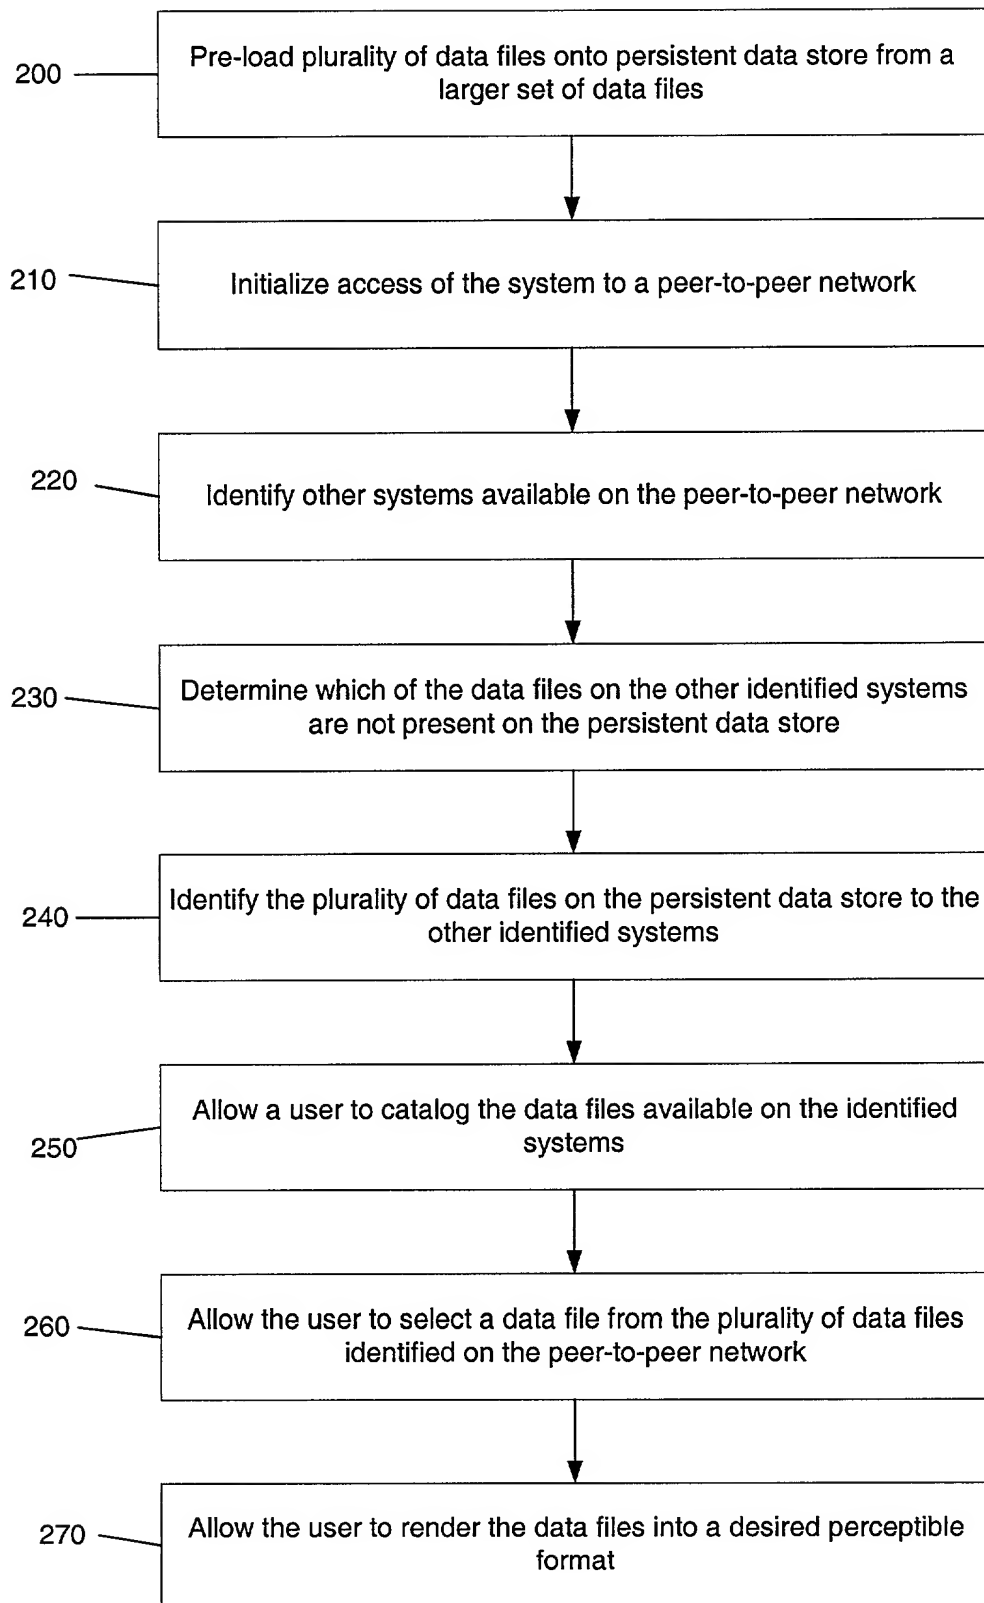 200
Pre-load plurality of data files onto persistent data store from a
larger set of data files
210
Initialize access of the system to a peer-to-peer network
220
Identify other systems available on the peer-to-peer network
230
Determine which of the data files on the other identified systems
are not present on the persistent data store
240
Identify the plurality of data files on the persistent data store to the
other identified systems
250
Allow a user to catalog the data files available on the identified
systems
260
Allow the user to select a data file from the plurality of data files
identified on the peer-to-peer network
270
Allow the user to render the data files into a desired perceptible
format